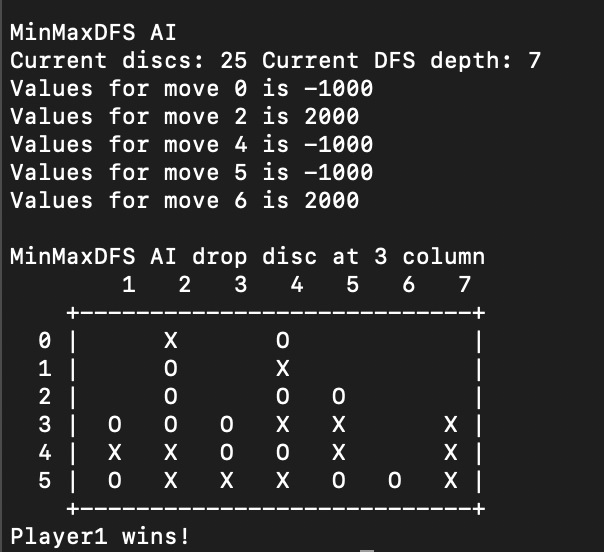 MinMaxDFS AI
Current discs: 25 Current DFS depth: 7
Values for move 0 is -1000
Values for move 2 is 2000
Values for move 4 is -1000
Values for move 5 is -1000
Values for move 6 is 2000

MinMaxDFS AI drop disc at 3 column
        1   2   3   4   5   6   7
    +-----------------------------+
  0 |      X       O             |
  1 |      O       X             |
  2 |      O       O   O         |
  3 |  O   O   O   X   X       X |
  4 |  X   X   O   O   X       X |
  5 |  O   X   X   X   O   O   X |
    +-----------------------------+
Player1 wins!